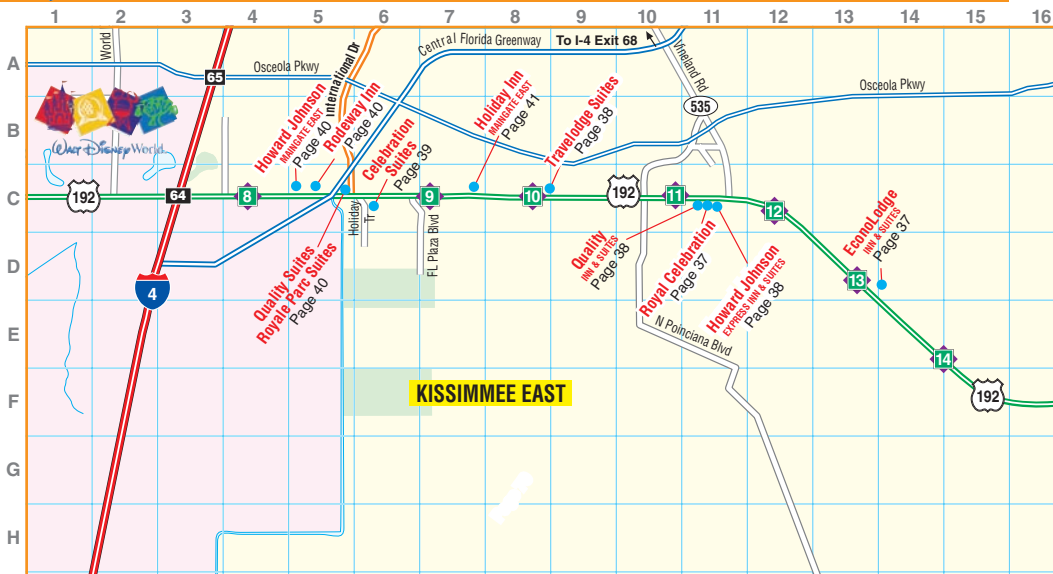 1 2 3 4 5 6 7 8 9 10 11 12 13 14 15 16
A
B
C
D
E
F
G
H
World
Walt Disney World
65
Osceola Pkwy
International Dr
Central Florida Greenway
To I-4 Exit 68
Vineland Rd
535
Osceola Pkwy
Howard Johnson
MAINGATE EAST
Page 40
Rodeway Inn
Page 40
Celebration
Suites
Page 39
Holiday Inn
MAINGATE EAST
Page 41
Travelodge Suites
Page 38
192
64
8
9
10
192
11
12
13
14
192
Holiday
Tr
FL Plaza Blvd
4
Quality Suites
Royale Parc Suites
Page 40
Quality
INN & SUITES
Page 38
Royal Celebration
Page 37
Howard Johnson
EXPRESS INN & SUITES
Page 38
EconoLodge
INN & SUITES
Page 37
N Poinciana Blvd
KISSIMMEE EAST